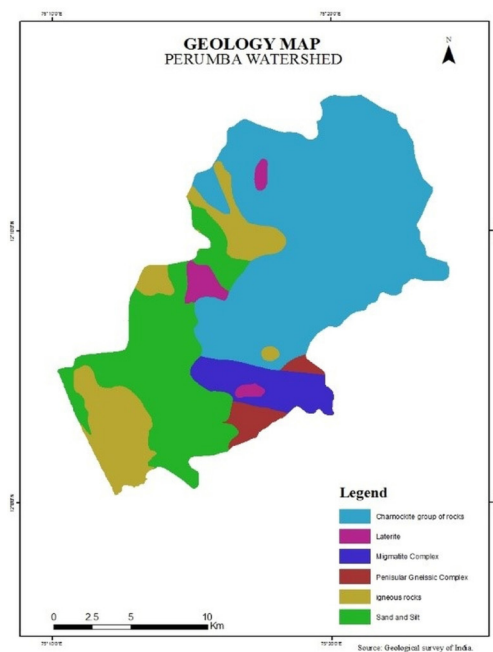 GEOLOGY MAP
PERUMBA WATERSHED
N
Legend
Charnockite group of rocks
Laterite
Migmatite Complex
Penisular Gneissic Complex
Igneous rocks
Sand and Silt
0 2.5 5 10
Km
Source: Geological survey of India.